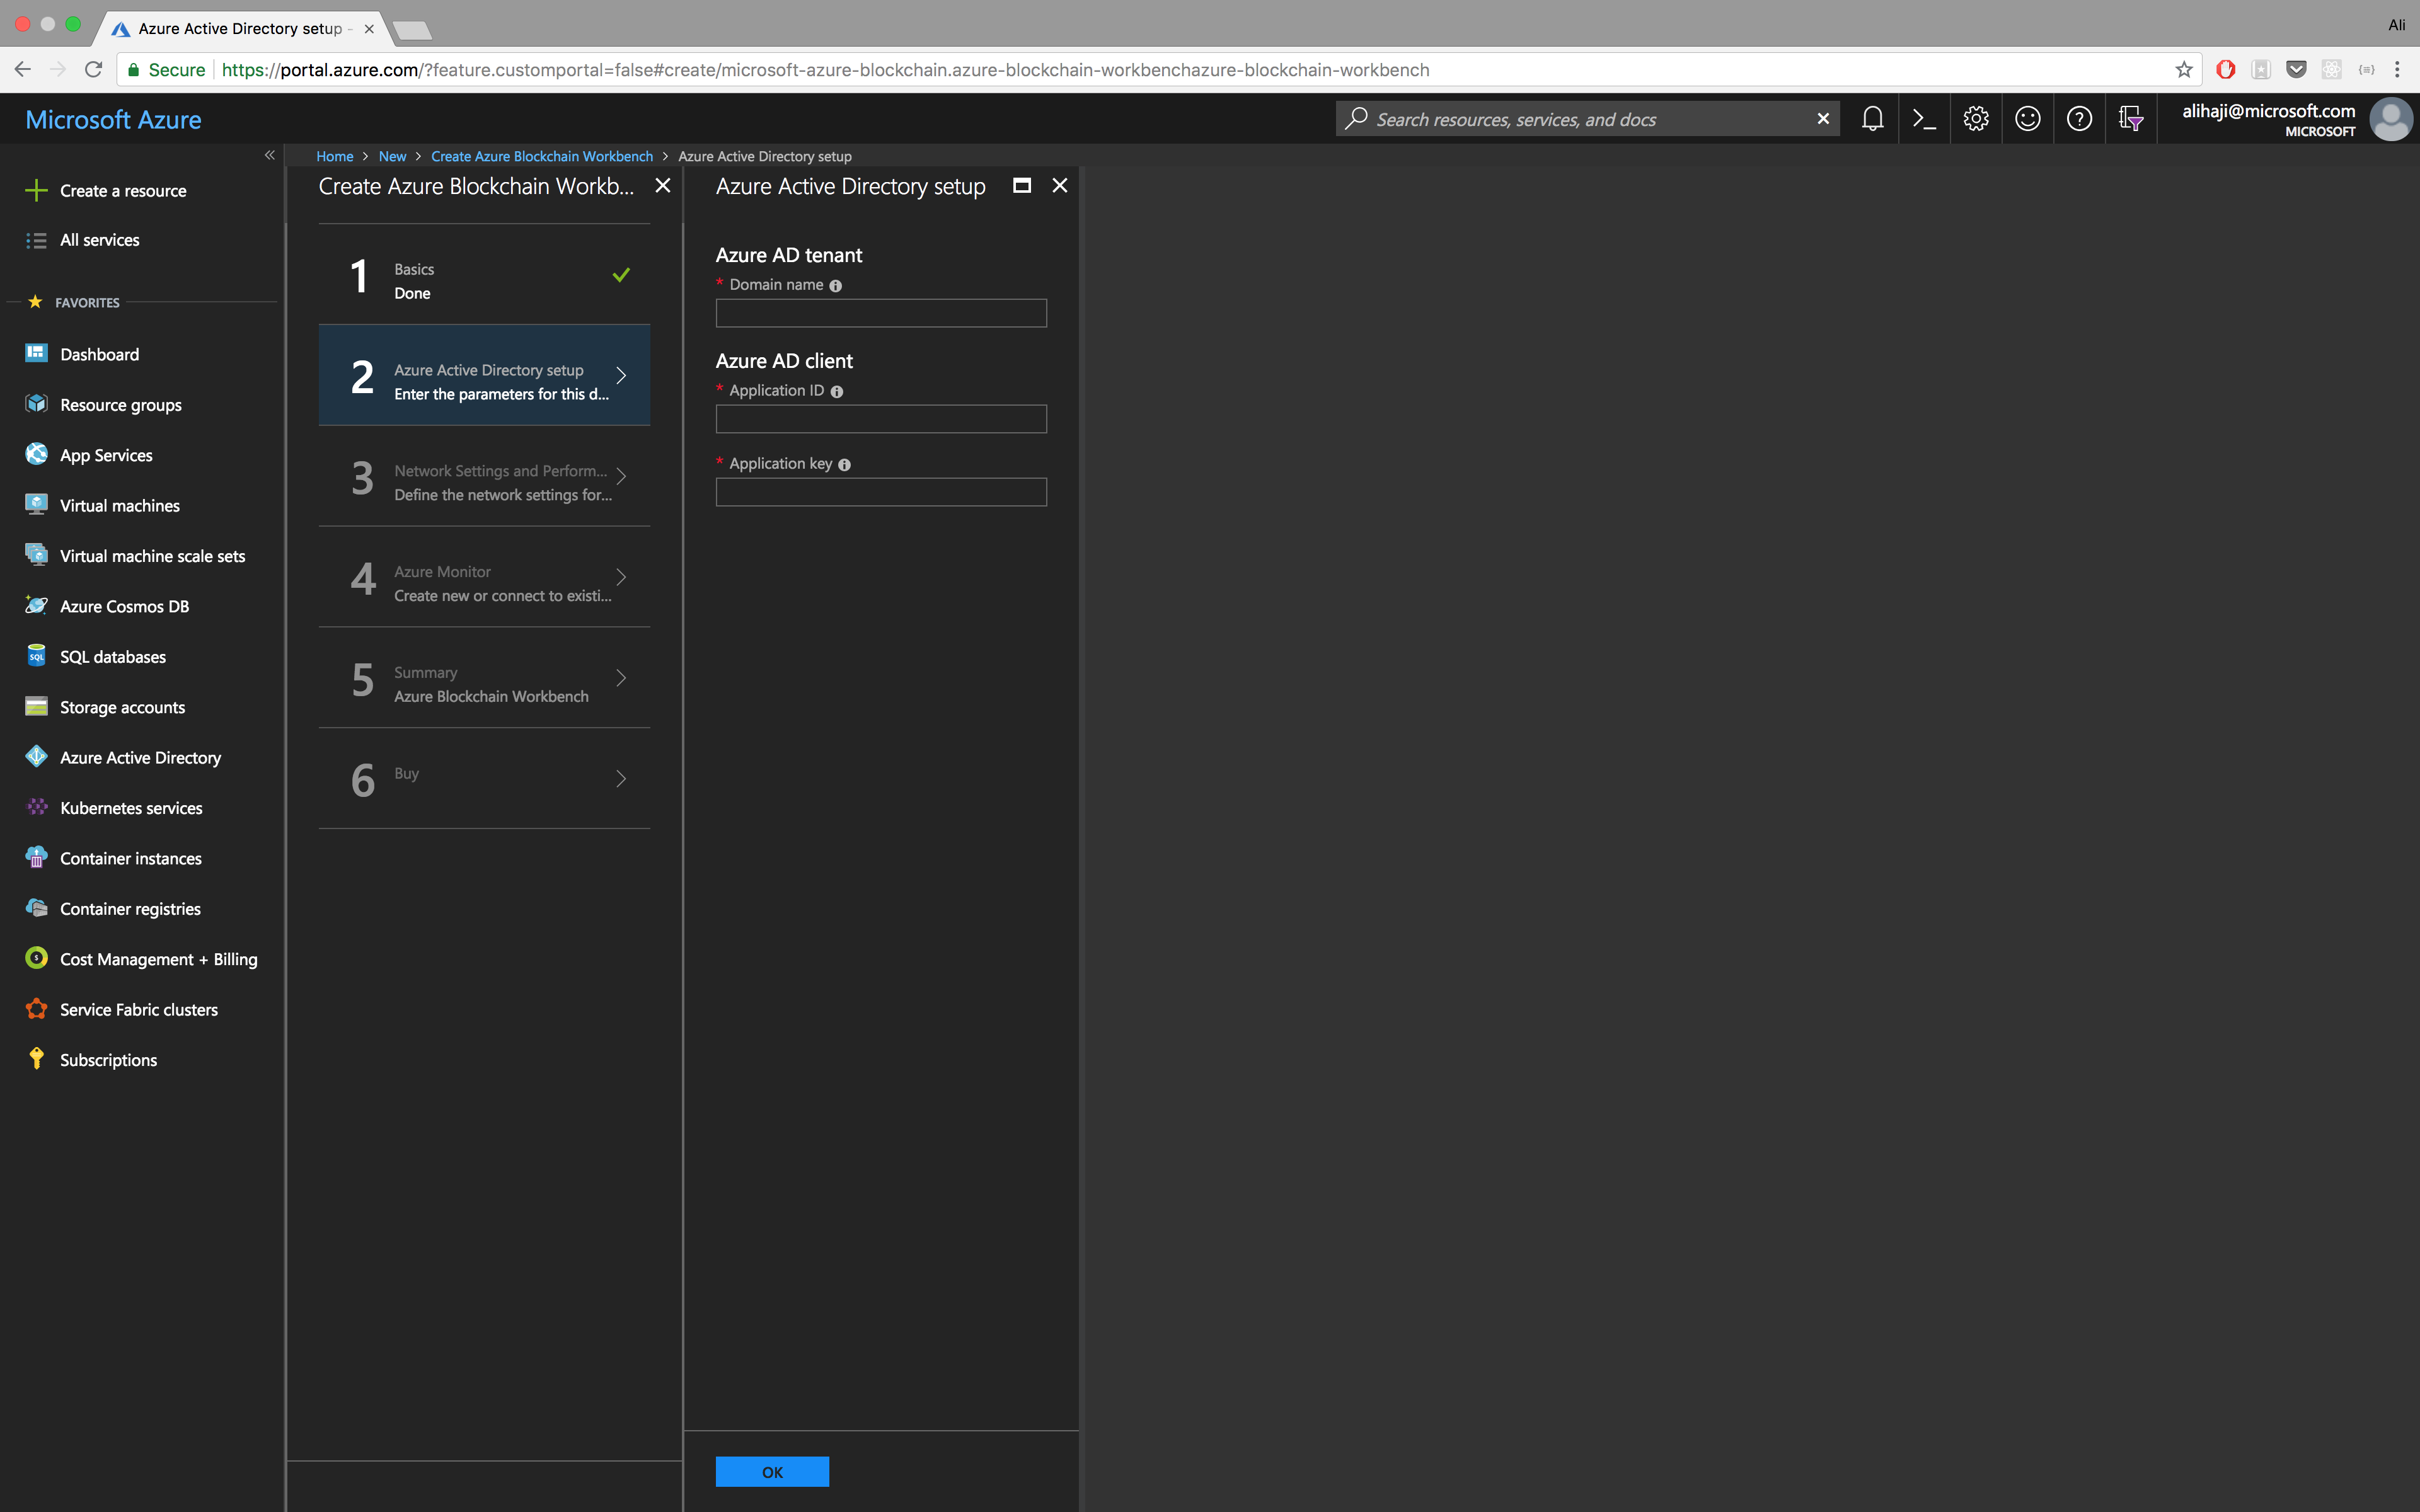 Azure Active Directory setup -
Ali
Secure
https://portal.azure.com/?feature.customportal=false#create/microsoft-azure-blockchain.azure-blockchain-workbenchazure-blockchain-workbench
Microsoft Azure
Search resources, services, and docs
alihajji@microsoft.com
MICROSOFT
Home > New > Create Azure Blockchain Workbench > Azure Active Directory setup
Create a resource
All services
FAVORITES
Dashboard
Resource groups
App Services
Virtual machines
Virtual machine scale sets
Azure Cosmos DB
SQL databases
Storage accounts
Azure Active Directory
Kubernetes services
Container instances
Container registries
Cost Management + Billing
Service Fabric clusters
Subscriptions
Create Azure Blockchain Workb...
1
Basics
Done
2
Azure Active Directory setup
Enter the parameters for this d...
3
Network Settings and Perform...
Define the network settings for...
4
Azure Monitor
Create new or connect to existi...
5
Summary
Azure Blockchain Workbench
6
Buy
Azure Active Directory setup
Azure AD tenant
* Domain name
Azure AD client
* Application ID
* Application key
OK